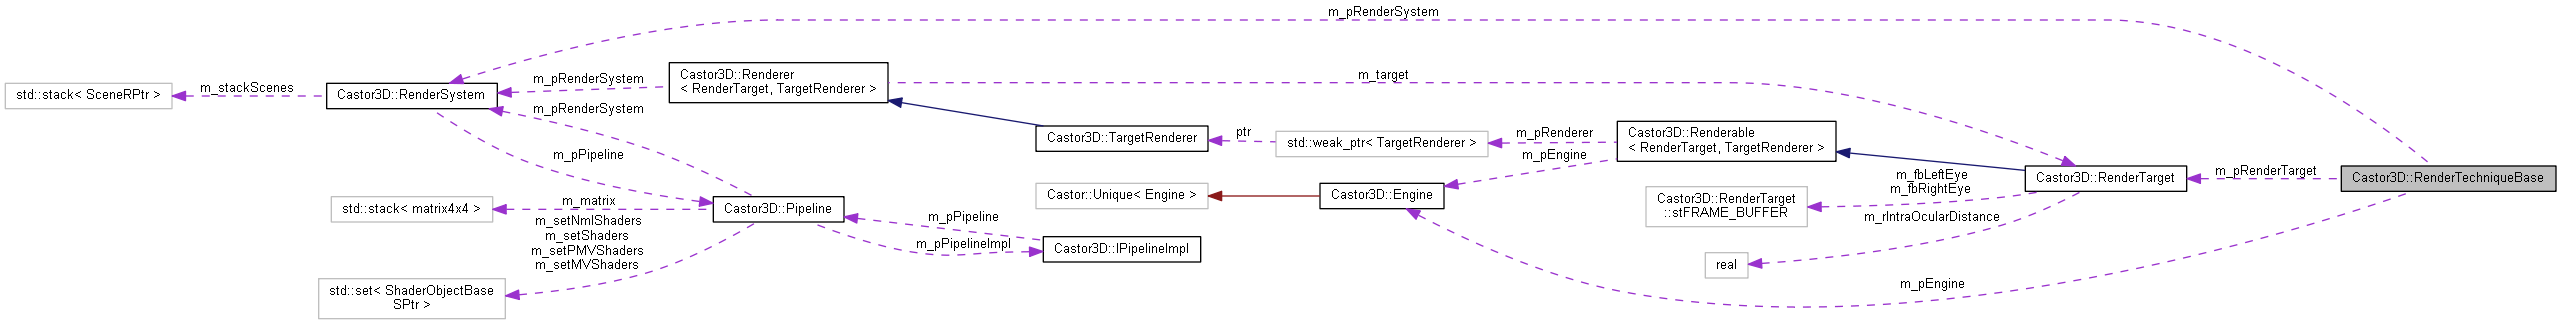 m_pRenderSystem
std::stack< SceneRPtr >
m_stackScenes
Castor3D::RenderSystem
m_pRenderSystem
m_pRenderSystem
Castor3D::Renderer
< RenderTarget, TargetRenderer >
m_target
Castor3D::TargetRenderer
ptr
std::weak_ptr< TargetRenderer >
m_pRenderer
m_pEngine
Castor3D::Renderable
< RenderTarget, TargetRenderer >
m_pPipeline
Castor::Unique< Engine >
Castor3D::Engine
Castor3D::RenderTarget
m_pRenderTarget
Castor3D::RenderTechniqueBase
std::stack< matrix4x4 >
m_matrix
Castor3D::Pipeline
m_setNmlShaders
m_setShaders
m_setPMVShaders
m_setMVShaders
m_pPipeline
m_pPipelineImpl
Castor3D::IPipelineImpl
Castor3D::RenderTarget
::stFRAME_BUFFER
m_fbLeftEye
m_fbRightEye
m_rIntraOcularDistance
real
m_pEngine
std::set< ShaderObjectBase
SPtr >